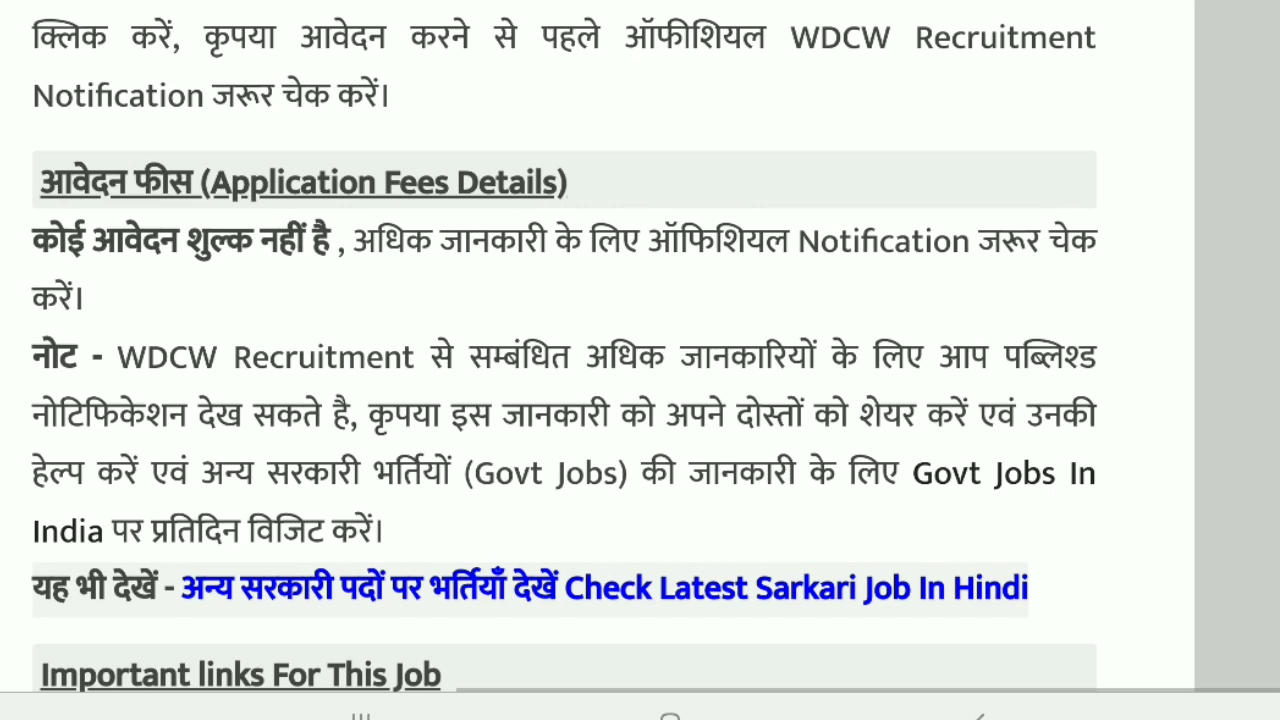 क्लिक करें, कृपया आवेदन करने से पहले ऑफीशियल WDCW Recruitment
Notification जरूर चेक करें।
आवेदन फीस (Application Fees Details)
कोई आवेदन शुल्क नहीं है , अधिक जानकारी के लिए ऑफिशियल Notification जरूर चेक
करें।
नोट - WDCW Recruitment से सम्बंधित अधिक जानकारियों के लिए आप पब्लिश्ड
नोटिफिकेशन देख सकते है, कृपया इस जानकारी को अपने दोस्तों को शेयर करें एवं उनकी
हेल्प करें एवं अन्य सरकारी भर्तियों (Govt Jobs) की जानकारी के लिए Govt Jobs In
India पर प्रतिदिन विजिट करें।
यह भी देखें - अन्य सरकारी पदों पर भर्तियाँ देखें Check Latest Sarkari Job In Hindi
Important links For This Job